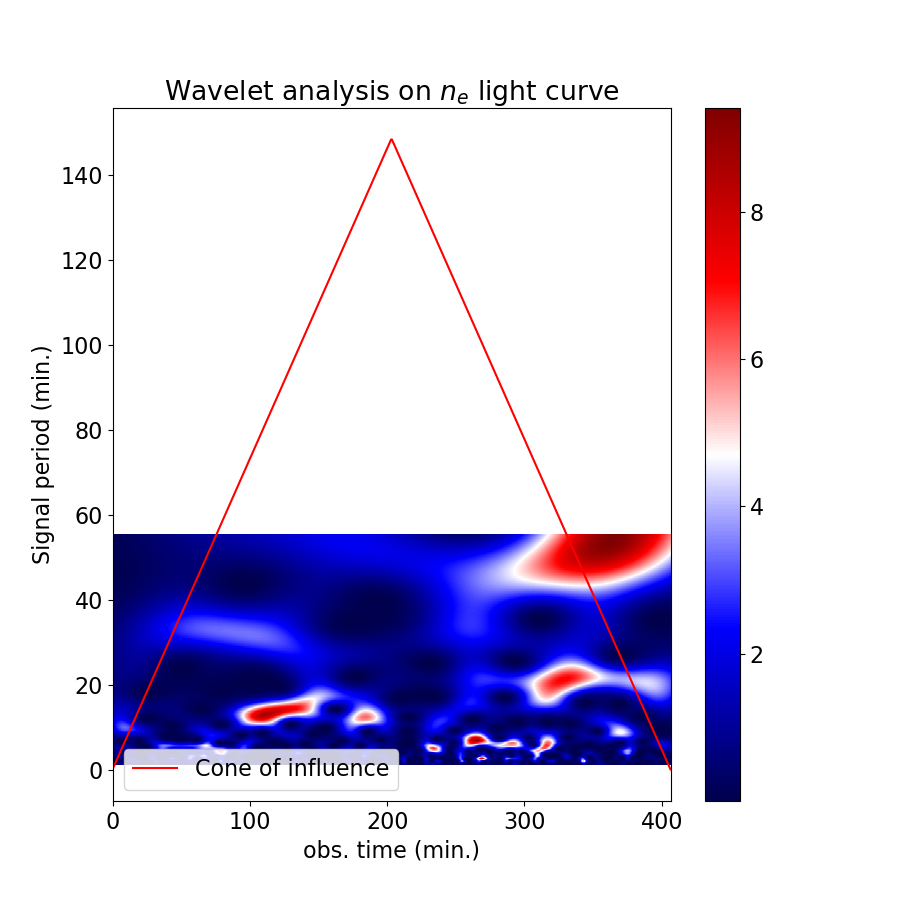 Wavelet analysis on nₑ light curve
Signal period (min.)
140
120
100
80
60
40
20
0
0 100 200 300 400
obs. time (min.)
Cone of influence
8
6
4
2